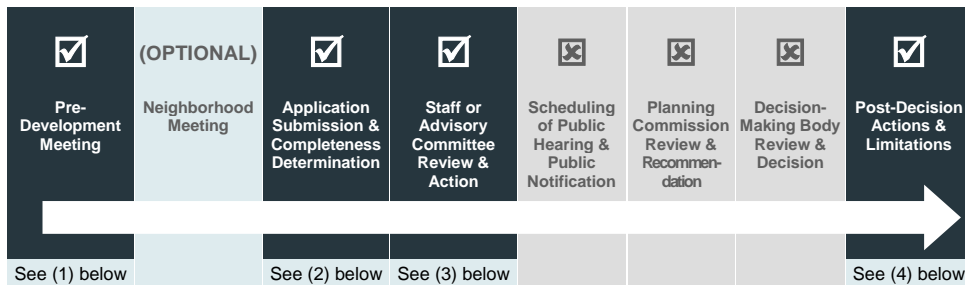 (OPTIONAL)
Pre-
Development
Meeting
Neighborhood
Meeting
Application
Submission &
Completeness
Determination
Staff or
Advisory
Committee
Review &
Action
Scheduling
of Public
Hearing &
Public
Notification
Planning
Commission
Review &
Recommen-
dation
Decision-
Making Body
Review &
Decision
Post-Decision
Actions &
Limitations
See (1) below
See (2) below
See (3) below
See (4) below